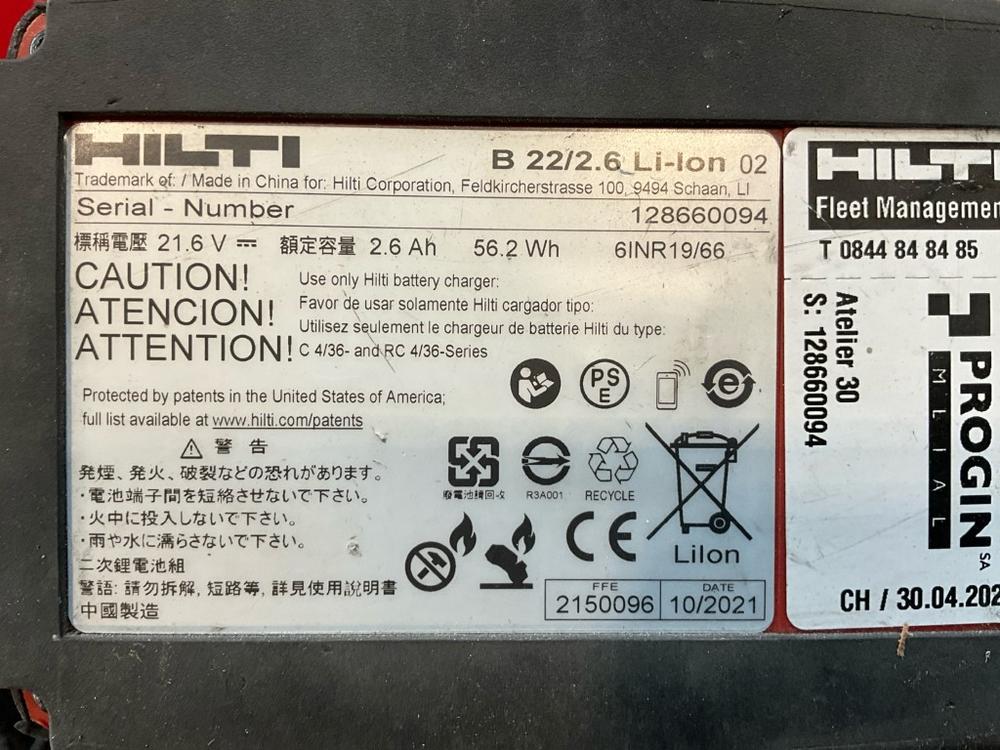 HILTI
B 22/2.6 Li-Ion 02
Trademark of: / Made in China for: Hilti Corporation, Feldkircherstrasse 100, 9494 Schaan, LI
Serial - Number 128660094
標稱電壓 21.6 V 額定容量 2.6 Ah 56.2 Wh 6INR19/66
CAUTION!
ATENCION!
ATTENTION!
Use only Hilti battery charger:
Favor de usar solamente Hilti cargador tipo:
Utilisez seulement le chargeur de batterie Hilti du type:
C 4/36- and RC 4/36-Series
PS
E
e
Protected by patents in the United States of America;
full list available at www.hilti.com/patents
警告
発煙、発火、破裂などの恐れがあります。
・電池端子間を短絡させないで下さい。
・火中に投入しないで下さい。
・雨や水に濡らさないで下さい。
二次鋰電池組
警語: 請勿拆解, 短路等, 詳見使用說明書
中國製造
廢電池請回收
R3A001
RECYCLE
CE
LiIon
FFE
2150096
DATE
10/2021
HILTI
Fleet Managemen
T 0844 84 84 85
Atelier 30
S: 128660094
PROGIN SA
METAL
CH / 30.04.202